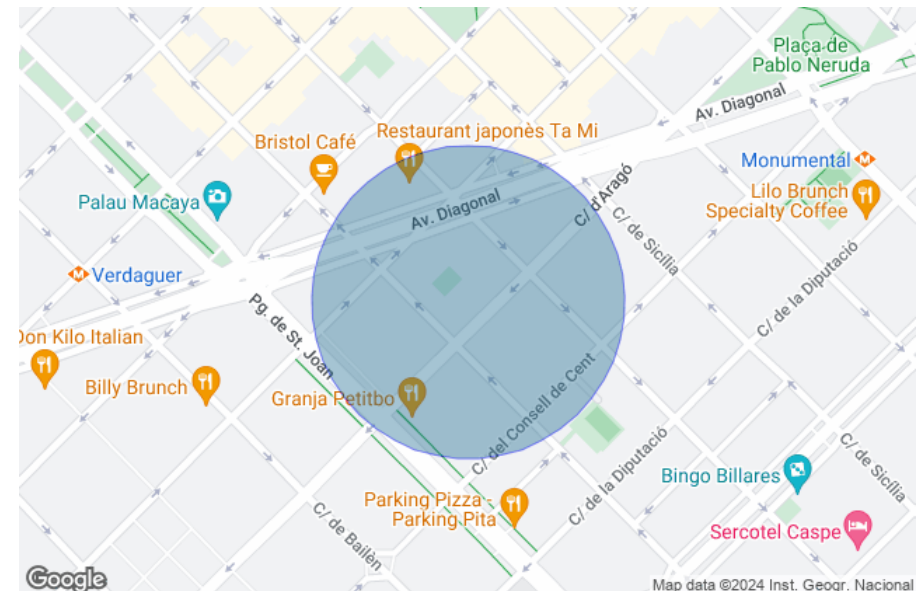 Plaça de
Pablo Neruda
Av. Diagonal
Restaurant japonès Ta Mi
Bristol Café
Monumental
Lilo Brunch
Specialty Coffee
Palau Macaya
Av. Diagonal
C/ d'Aragó
C/ de Sicília
Verdaguer
C/ de la Diputació
Pg. de St. Joan
Don Kilo Italian
Billy Brunch
Granja Petitbo
C/ del Consell de Cent
C/ de la Diputació
C/ de Sicília
Bingo Billares
Parking Pizza -
Parking Pita
C/ de Bailèn
Sercotel Caspe
Google
Map data ©2024 Inst. Geogr. Nacional